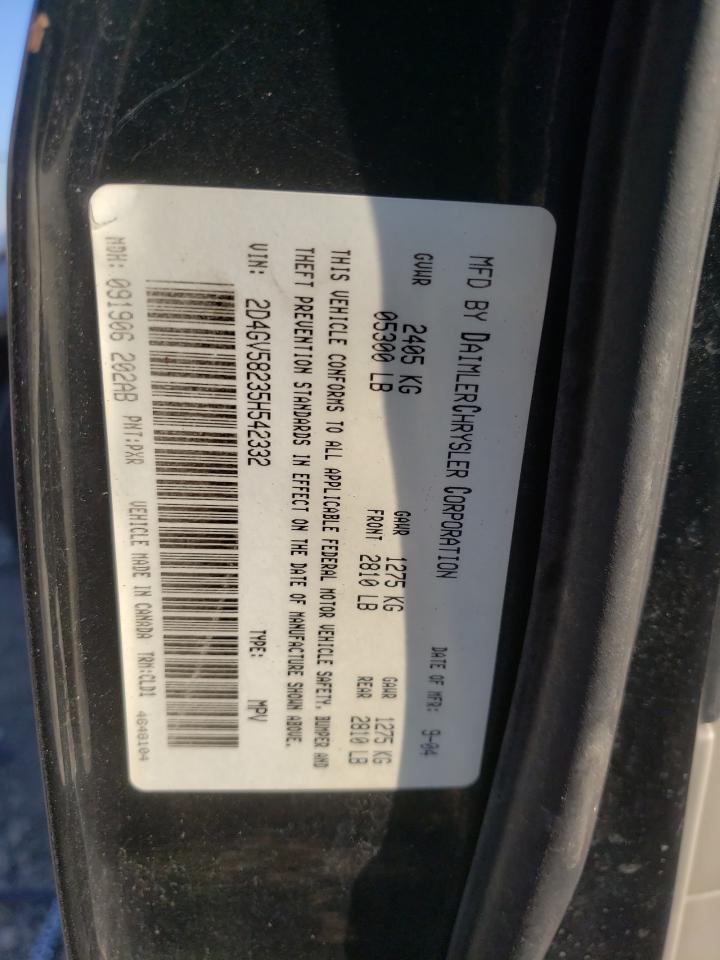 MFD BY DAIMLERCHRYSLER CORPORATION
DATE OF MFR: 9-04
GVWR 2405 KG
05300 LB
GAWR FRONT 1275 KG
2810 LB
GAWR REAR 1275 KG
2810 LB
THIS VEHICLE CONFORMS TO ALL APPLICABLE FEDERAL MOTOR VEHICLE SAFETY, BUMPER AND
THEFT PREVENTION STANDARDS IN EFFECT ON THE DATE OF MANUFACTURE SHOWN ABOVE.
VIN: 2D4GV58235H542332 TYPE: MPV
MDH: 091906 202AB PNT:PXR VEHICLE MADE IN CANADA TRM:CLD1 4648104